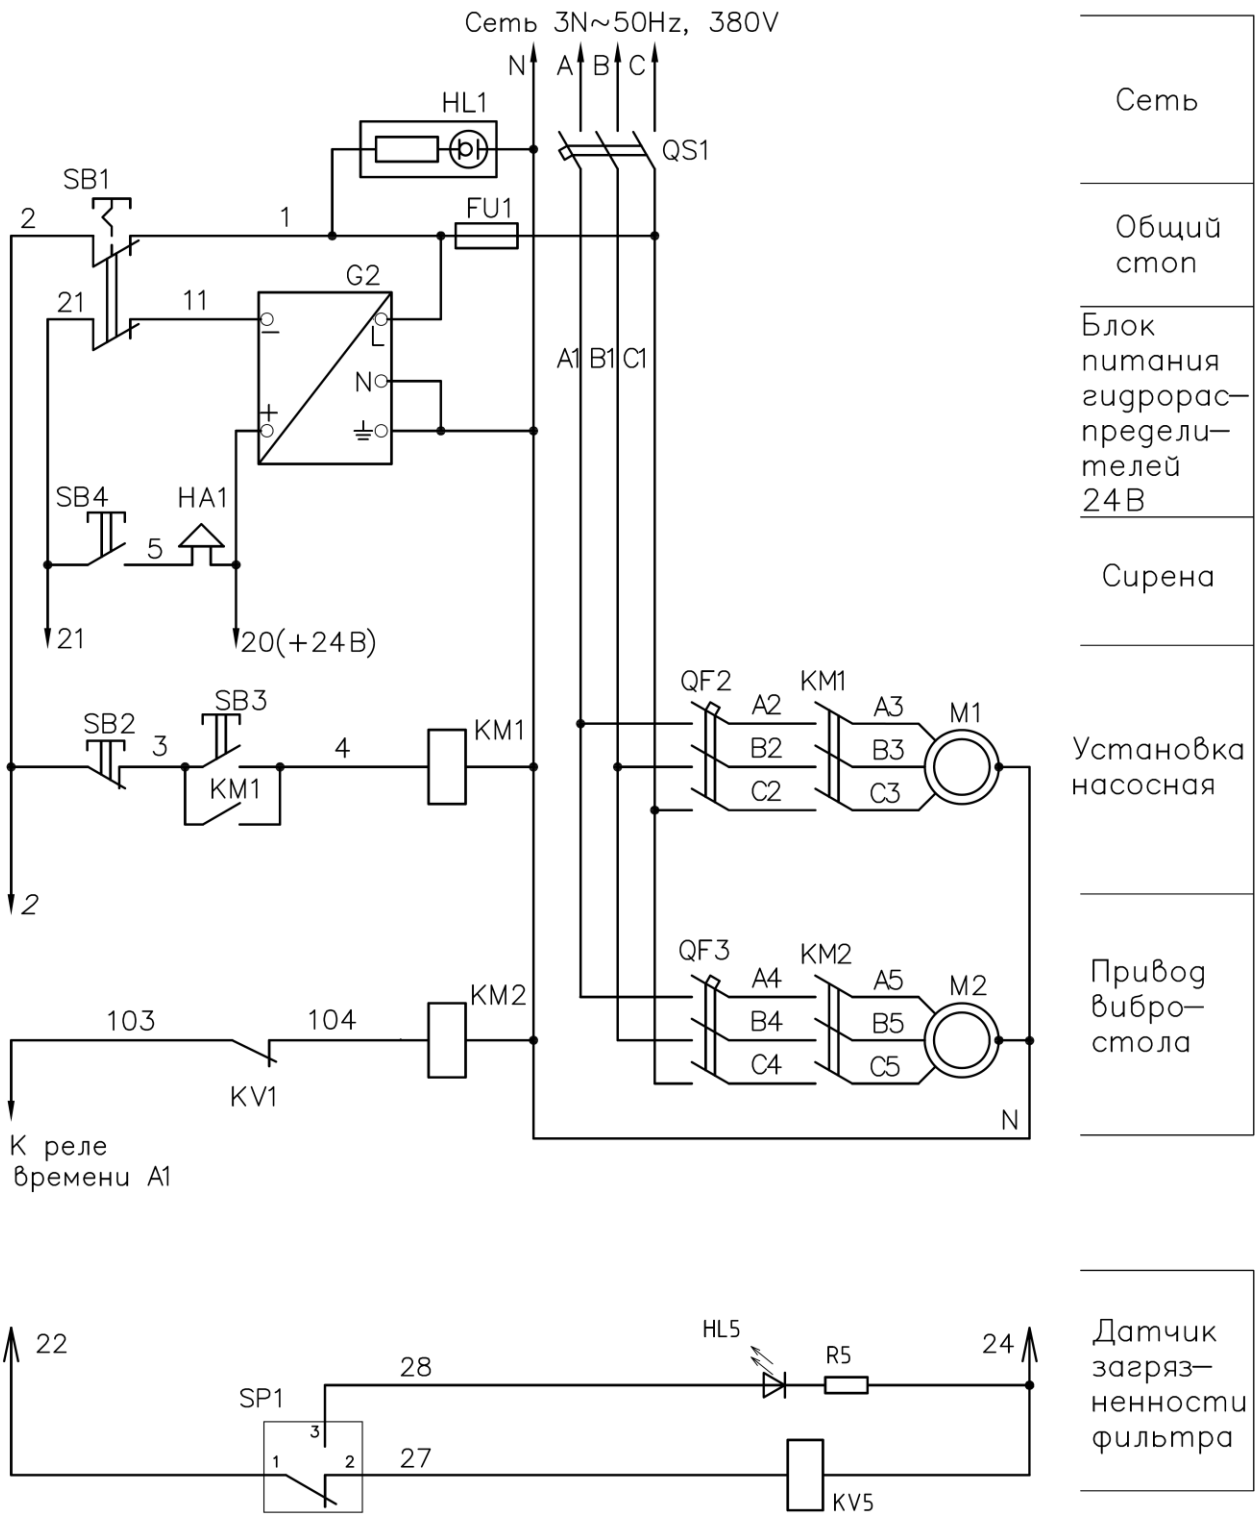 Сеть 3N~50Hz, 380V
N A B C
HL1
QS1
Сеть
SB1
2 1 FU1
Общий
стоп
G2
21 11
−
L
N
+
A1 B1 C1
Блок
питания
гидрорас—
предели—
телей
24В
SB4 HA1
5
Сирена
21 20(+24В)
SB2 SB3 KM1
3 4
KM1
QF2 A2 KM1 A3 M1
B2 B3
C2 C3
Установка
насосная
2
QF3 A4 KM2 A5 M2
B4 B5
C4 C5
103 104 KM2
KV1
N
Привод
вибро—
стола
К реле
времени А1
22 HL5 R5 24
SP1 28
3
1 2 27
KV5
Датчик
загряз—
ненности
фильтра